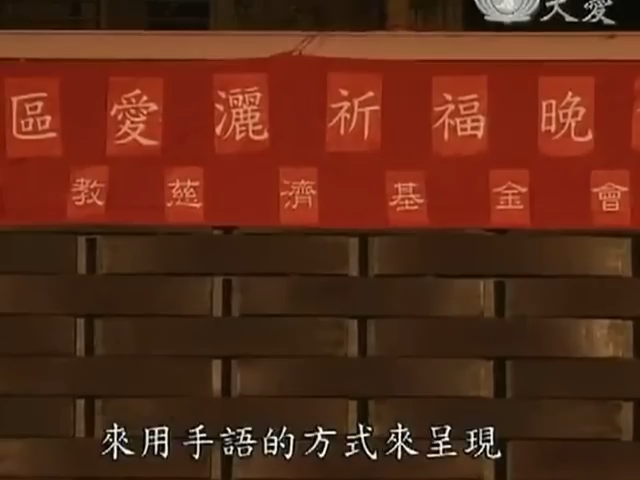 大愛
區愛灑祈福晚
教慈濟基金會
來用手語的方式來呈現